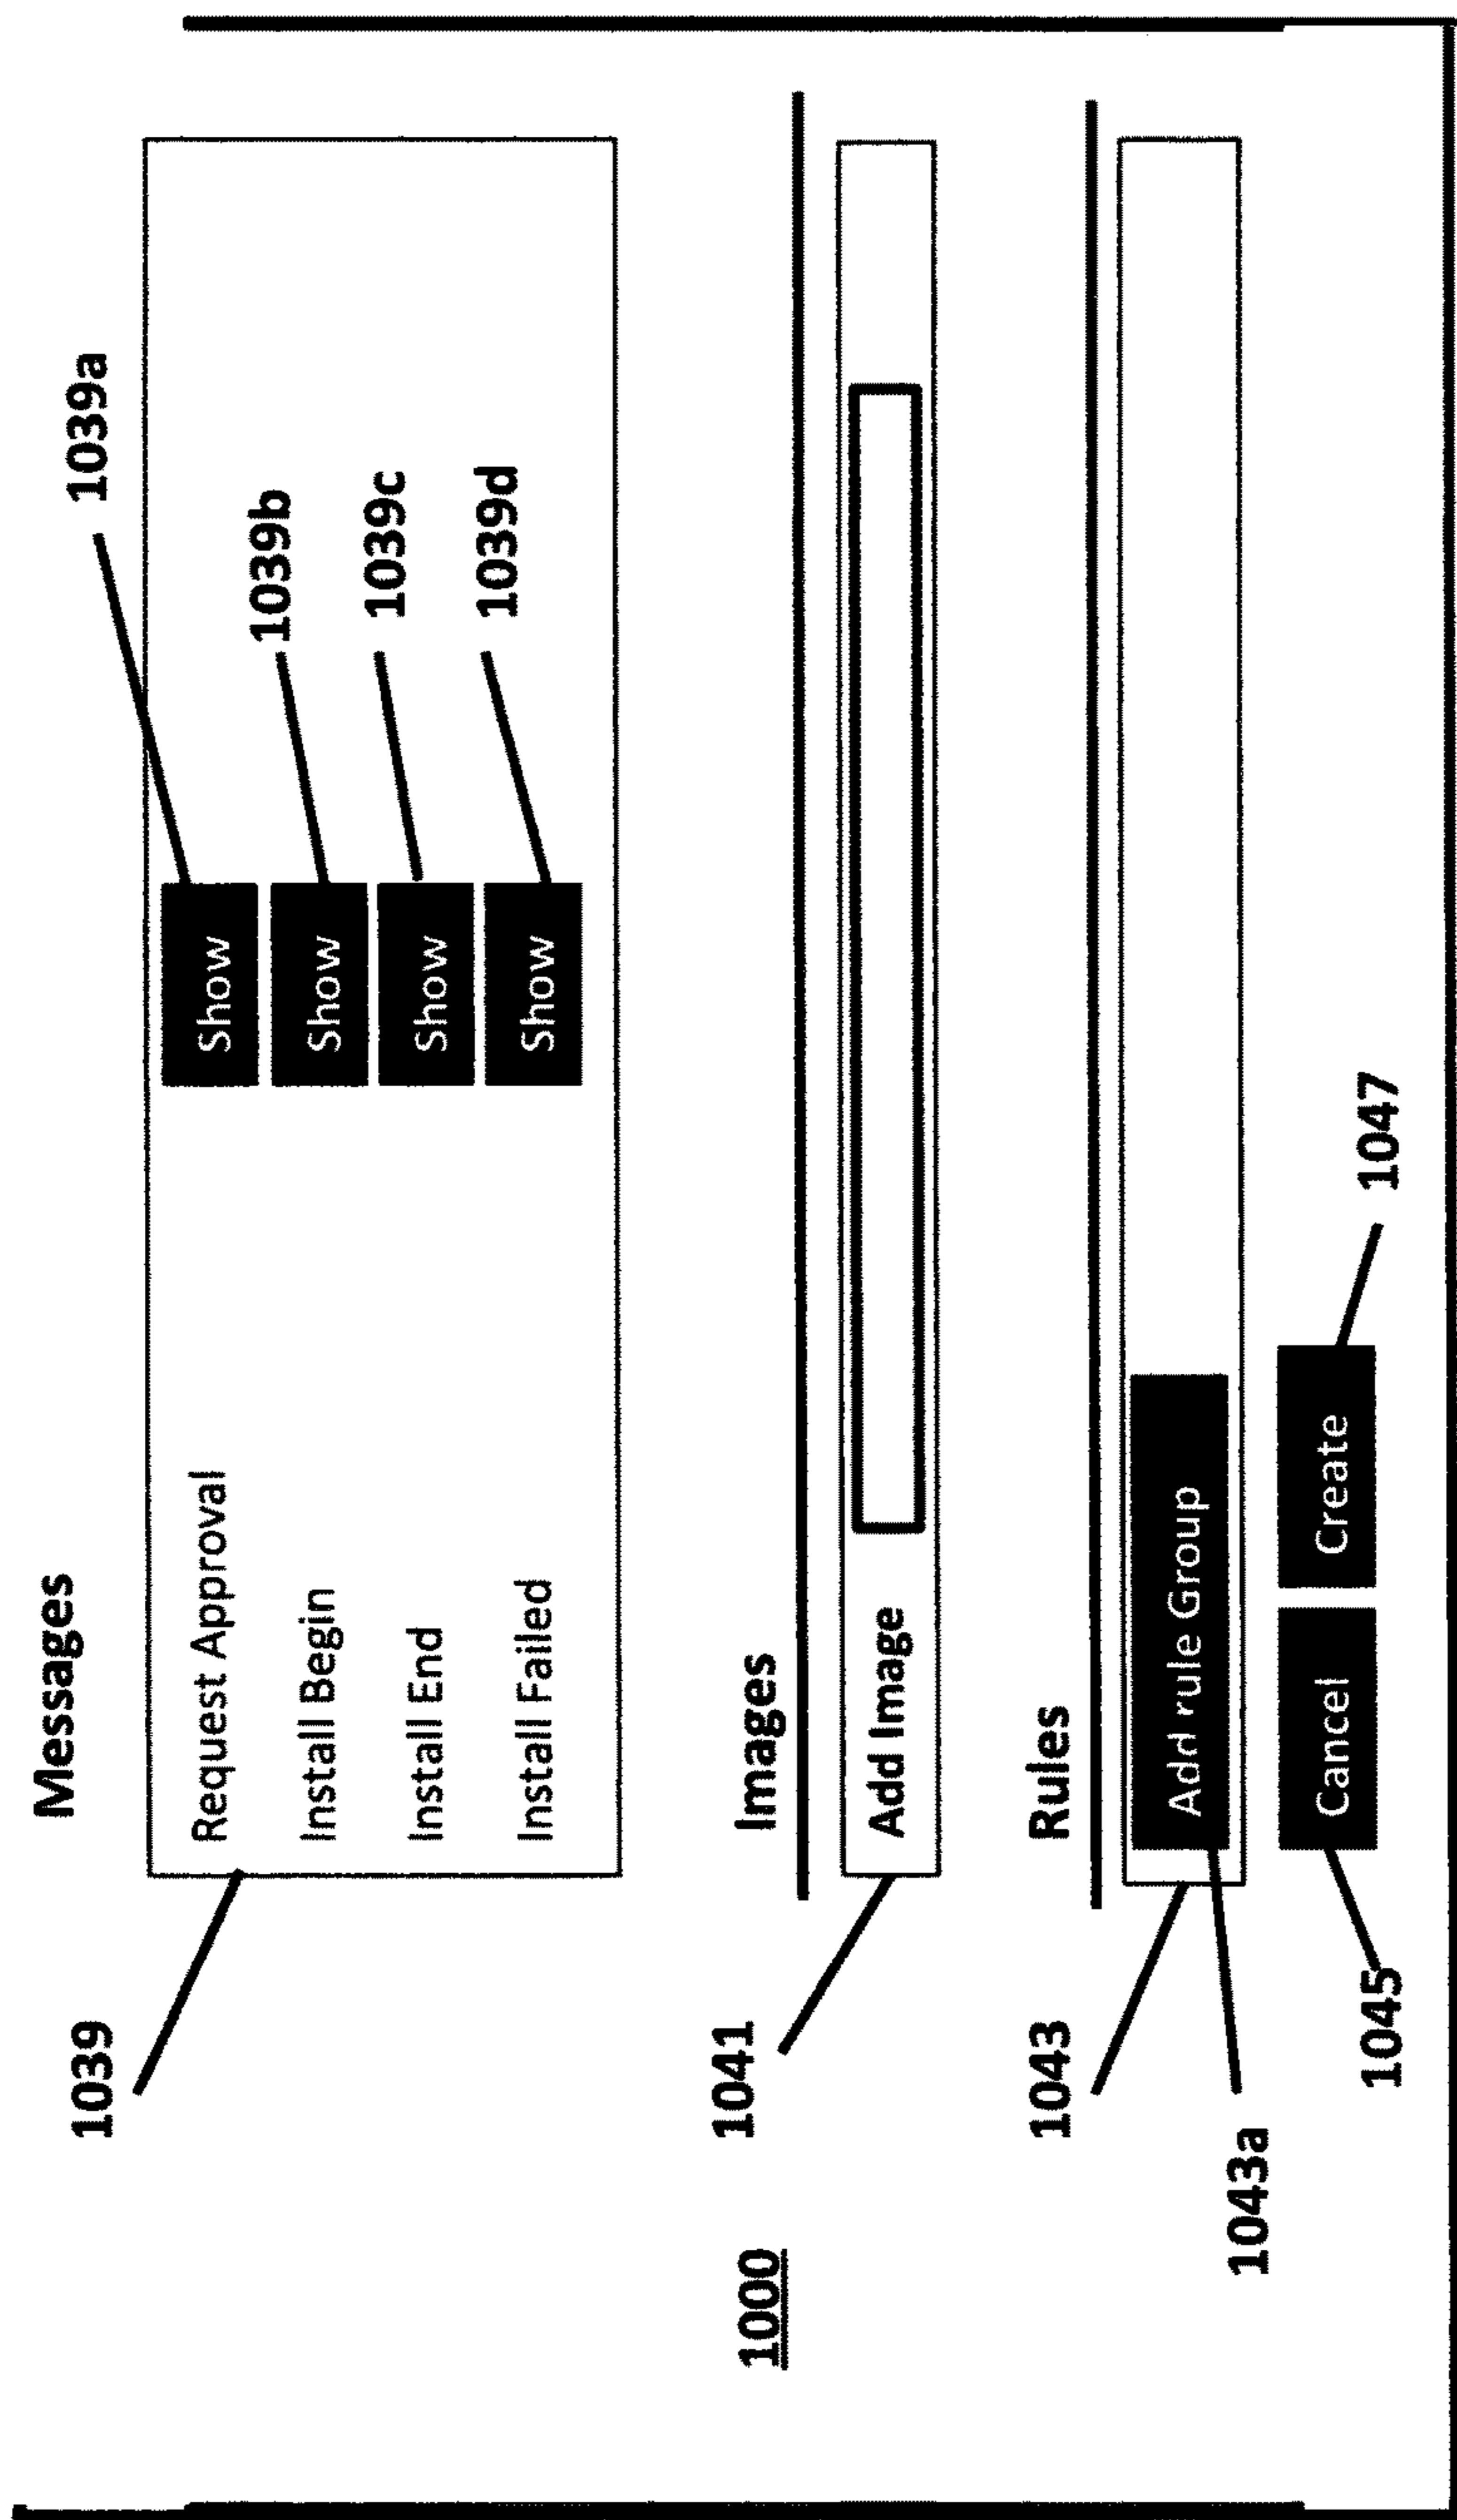 Messages
1039a
1039
Request Approval Show
1039b
Install Begin Show
1039c
Install End Show
1039d
Install Failed Show
Images
1041
Add Image
1000
Rules
1043
Add rule Group
1043a
Cancel Create
1045
1047